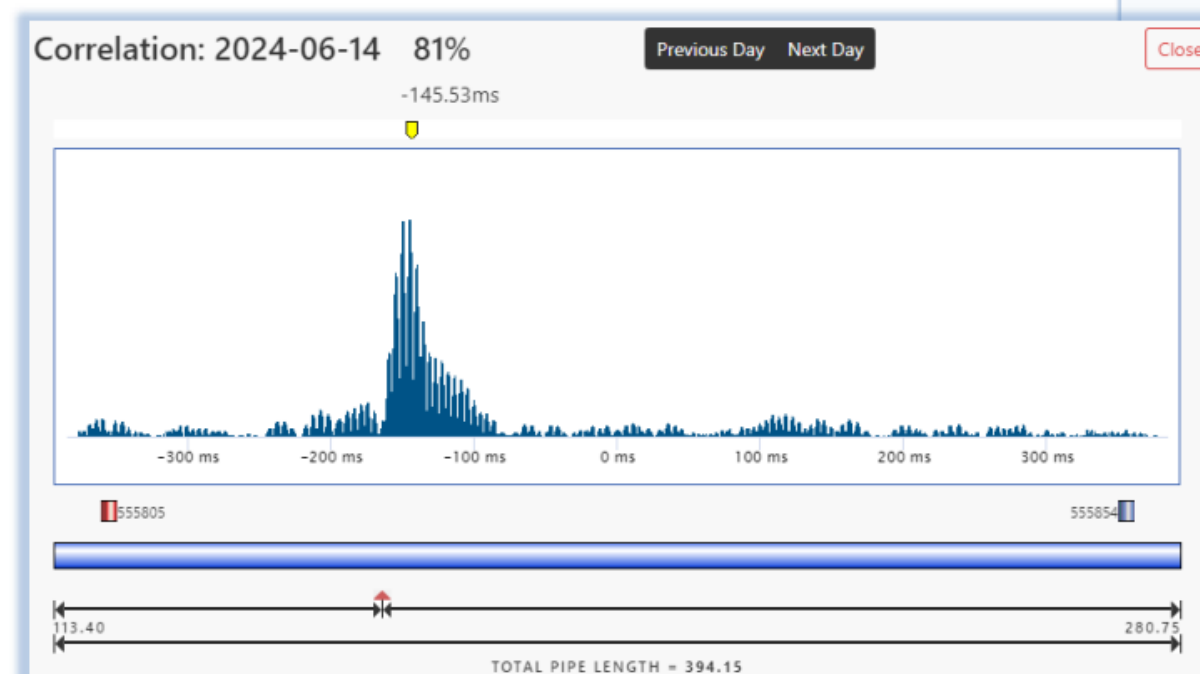 Correlation: 2024-06-14 81% Previous Day Next Day Close
-145.53ms
-300 ms -200 ms -100 ms 0 ms 100 ms 200 ms 300 ms
555805 555854
113.40 280.75
TOTAL PIPE LENGTH = 394.15